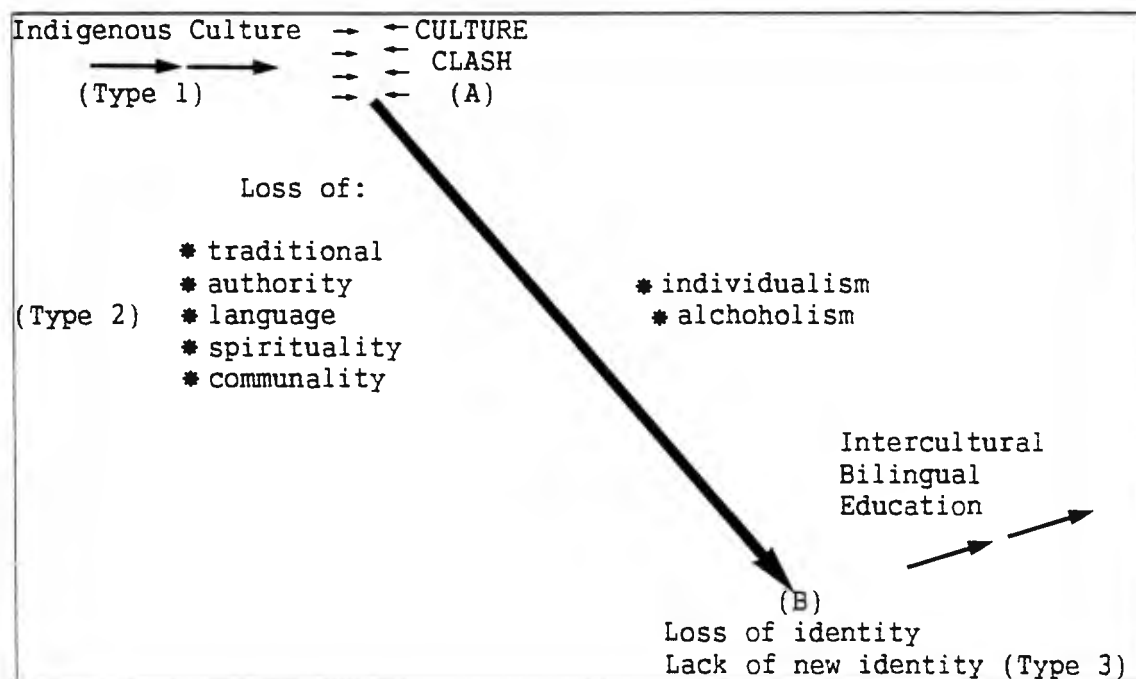 Indigenous Culture
(Type 1)
CULTURE
CLASH
(A)
Loss of:
(Type 2)
* traditional
* authority
* language
* spirituality
* communality
* individualism
* alchoholism
Intercultural
Bilingual
Education
(B)
Loss of identity
Lack of new identity (Type 3)